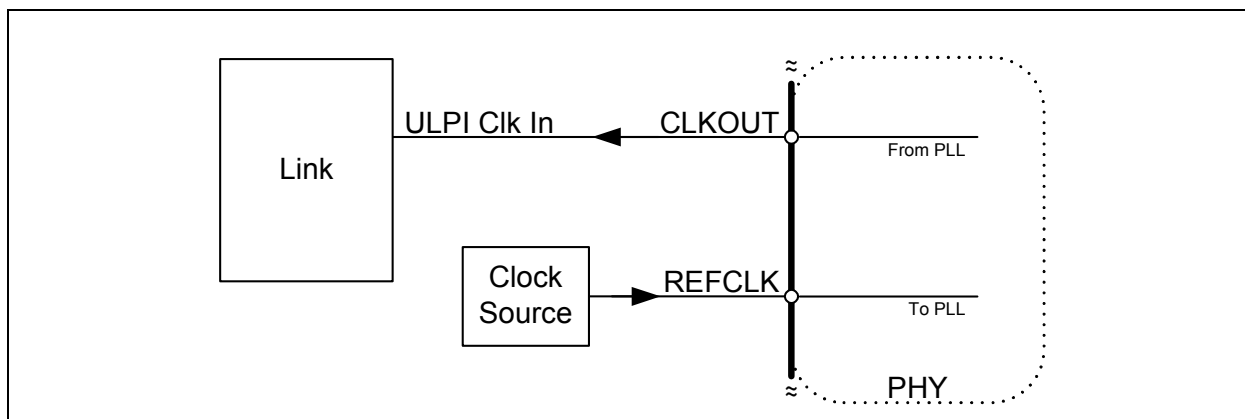 ULPI Clk In
CLKOUT
From PLL
Link
Clock
Source
REFCLK
To PLL
PHY